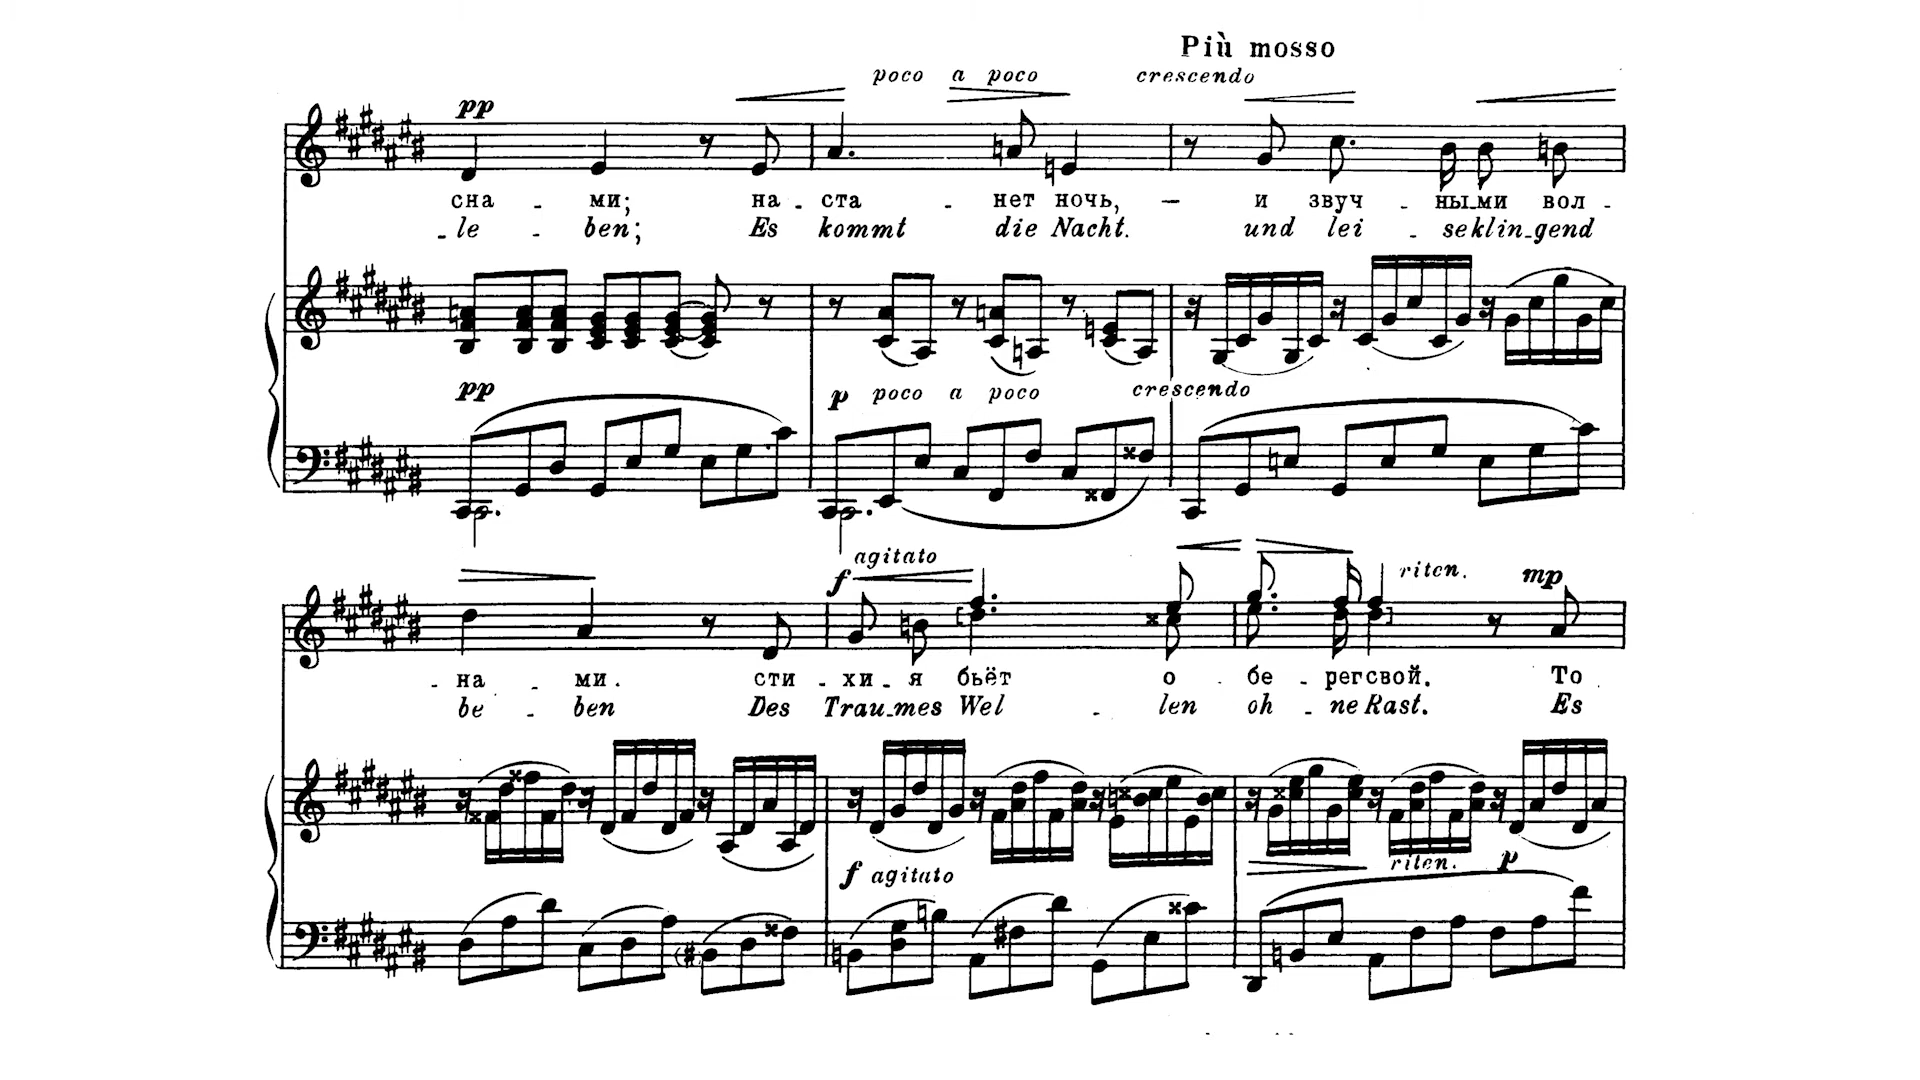 Più mosso
poco a poco crescendo
pp
сна - ми; на - ста - нет ночь, — и звуч - ны - ми вол -
- le - ben; Es kommt die Nacht. und lei - se klin - gend
pp p poco a poco crescendo
f agitato riten. mp
- на - ми. сти - хи - я бьёт о - бе - рег свой. То
be - ben Des Trau - mes Wel - len oh - ne Rast. Es
f agitato riten. p